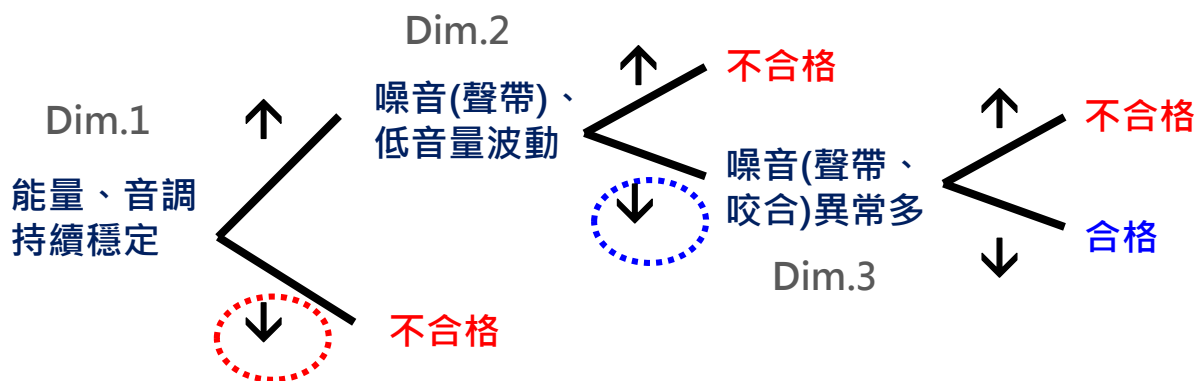 Dim.1
能量、音調
持續穩定
Dim.2
噪音(聲帶)、
低音量波動
不合格
不合格
噪音(聲帶、
咬合)異常多
Dim.3
不合格
合格